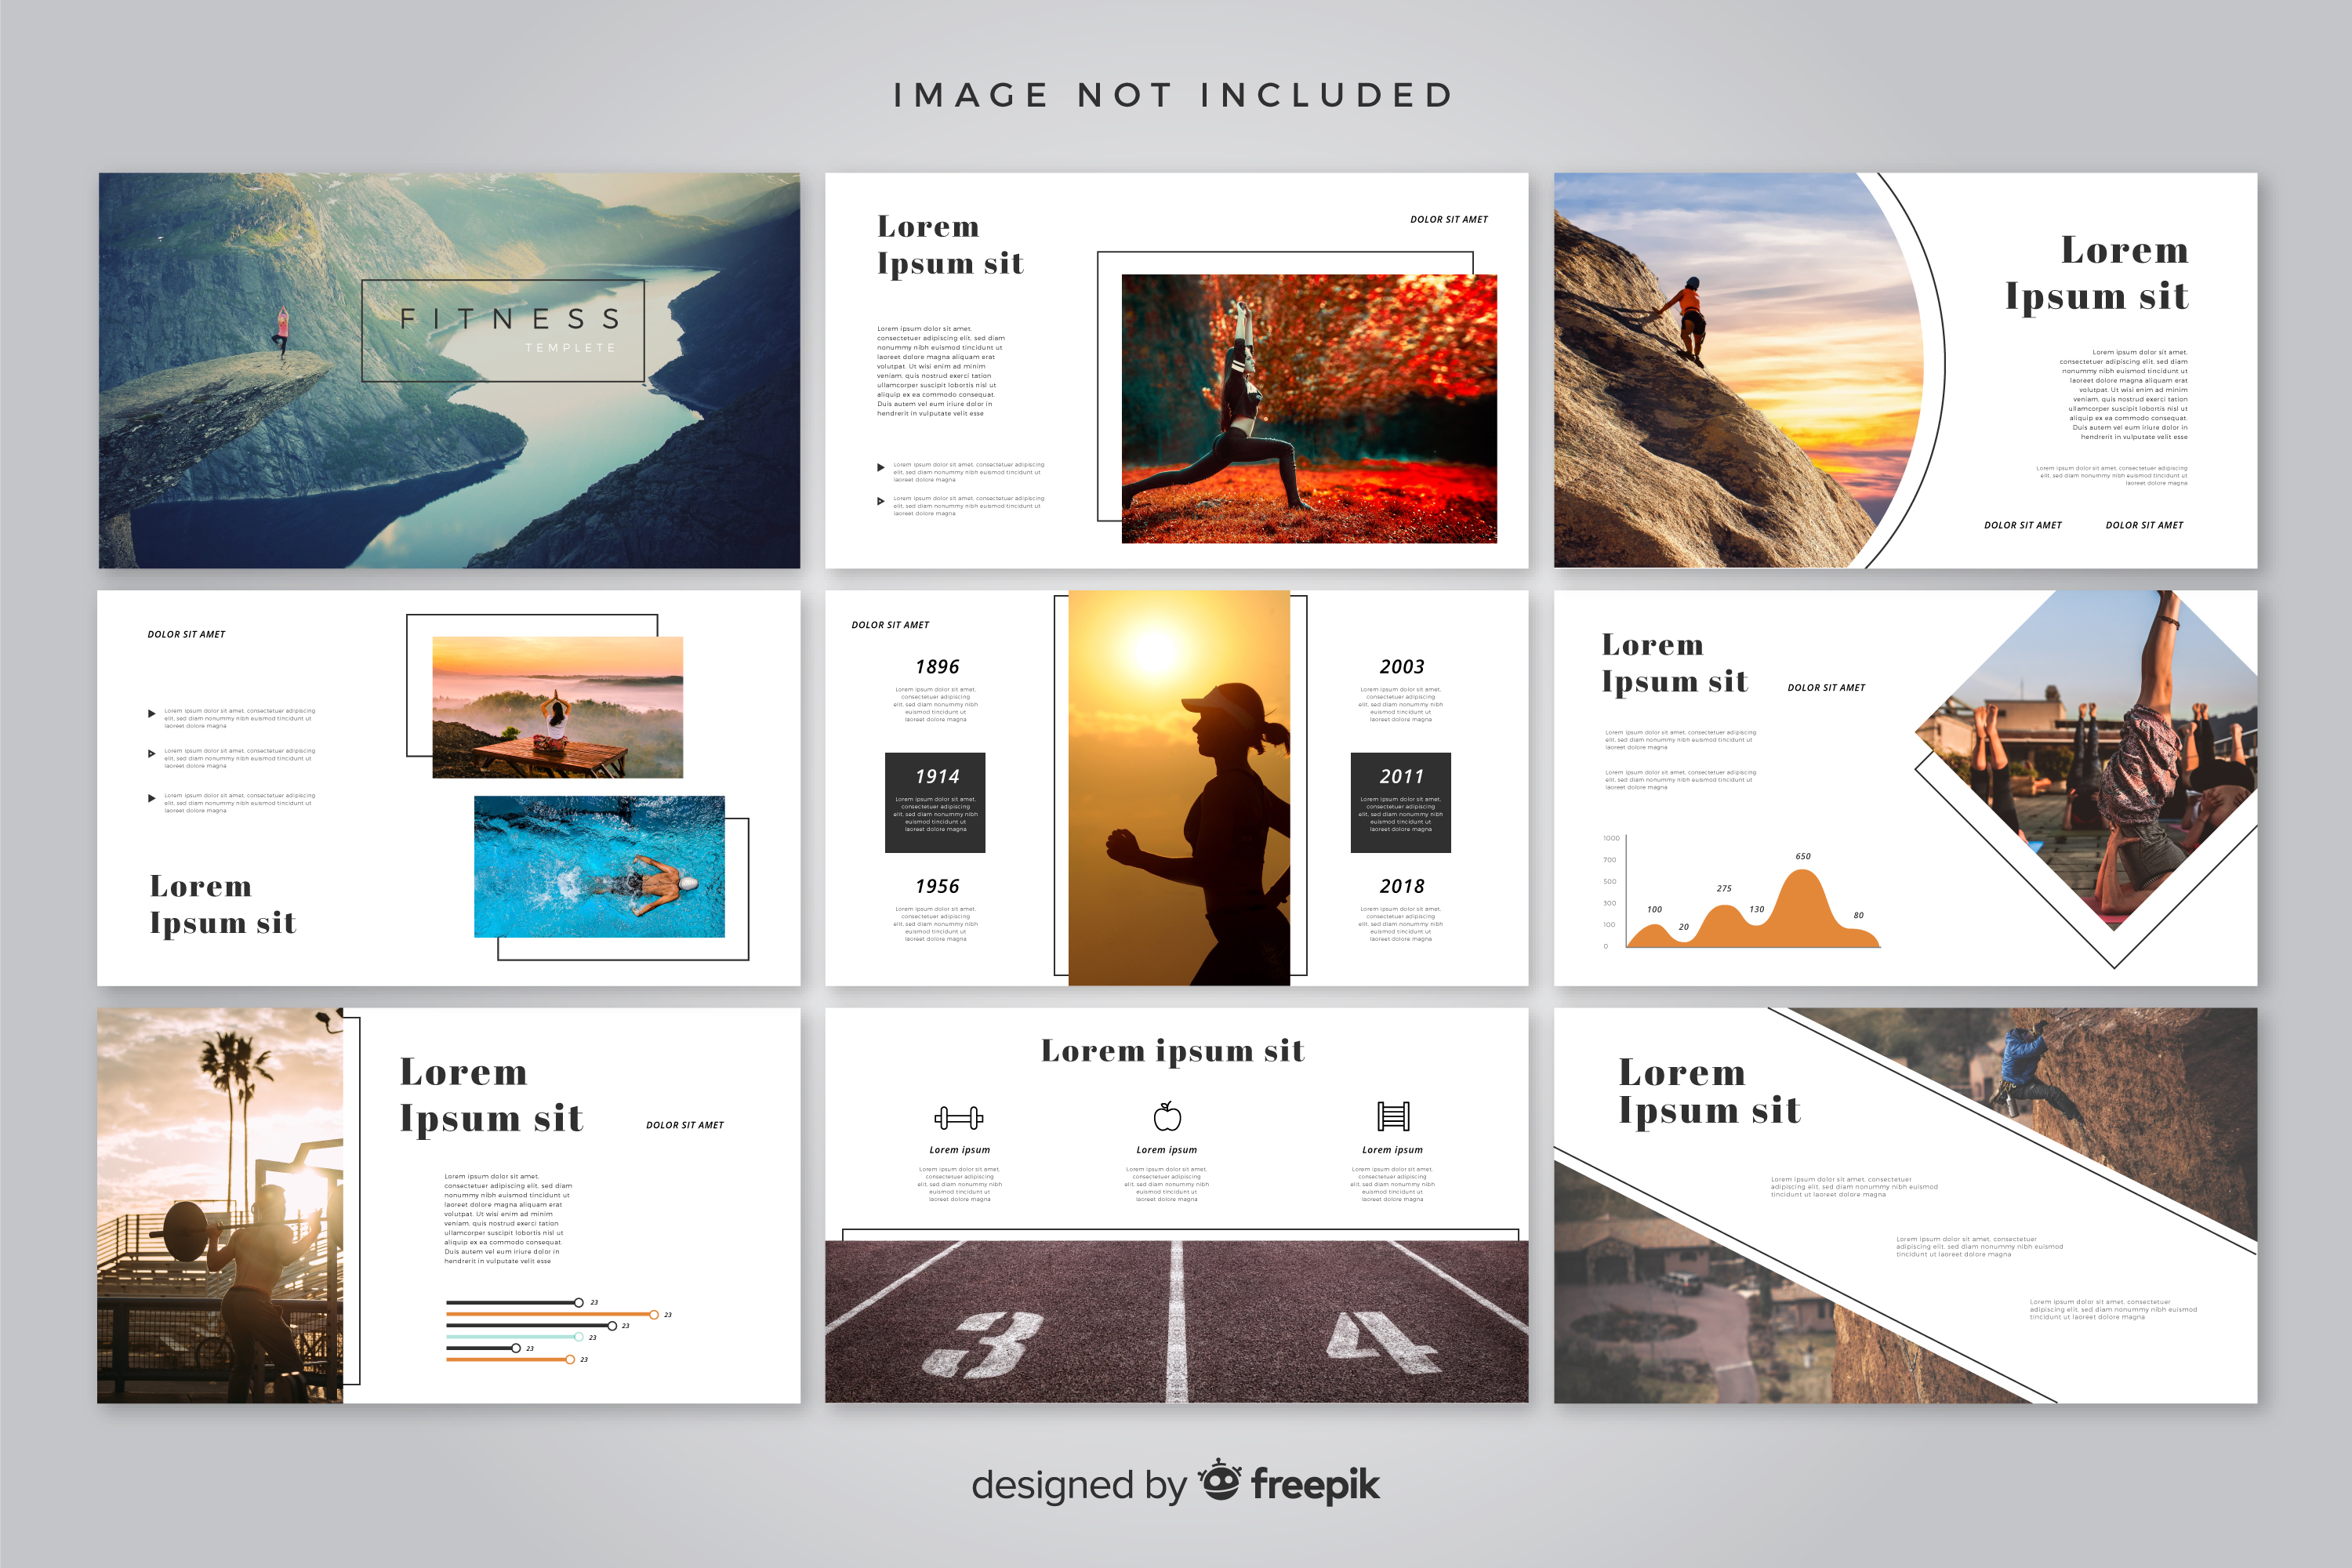 IMAGE NOT INCLUDED
FITNESS
TEMPLETE
Lorem
Ipsum sit
DOLOR SIT AMET
Lorem ipsum dolor sit amet,
consectetuer adipiscing elit, sed diam
nonummy nibh euismod tincidunt ut
laoreet dolore magna aliquam erat
volutpat. Ut wisi enim ad minim
veniam, quis nostrud exerci tation
ullamcorper suscipit lobortis nisl ut
aliquip ex ea commodo consequat.
Duis autem vel eum iriure dolor in
hendrerit in vulputate velit esse
Lorem ipsum dolor sit amet, consectetuer adipiscing
elit, sed diam nonummy nibh euismod tincidunt ut
laoreet dolore magna
Lorem ipsum dolor sit amet, consectetuer adipiscing
elit, sed diam nonummy nibh euismod tincidunt ut
laoreet dolore magna
Lorem
Ipsum sit
Lorem ipsum dolor sit amet,
consectetuer adipiscing elit, sed diam
nonummy nibh euismod tincidunt ut
laoreet dolore magna aliquam erat
volutpat. Ut wisi enim ad minim
veniam, quis nostrud exerci tation
ullamcorper suscipit lobortis nisl ut
aliquip ex ea commodo consequat.
Duis autem vel eum iriure dolor in
hendrerit in vulputate velit esse
Lorem ipsum dolor sit amet, consectetuer adipiscing
elit, sed diam nonummy nibh euismod tincidunt ut
laoreet dolore magna
DOLOR SIT AMET DOLOR SIT AMET
DOLOR SIT AMET
Lorem ipsum dolor sit amet, consectetuer adipiscing
elit, sed diam nonummy nibh euismod tincidunt ut
laoreet dolore magna
Lorem ipsum dolor sit amet, consectetuer adipiscing
elit, sed diam nonummy nibh euismod tincidunt ut
laoreet dolore magna
Lorem ipsum dolor sit amet, consectetuer adipiscing
elit, sed diam nonummy nibh euismod tincidunt ut
laoreet dolore magna
Lorem
Ipsum sit
DOLOR SIT AMET
1896
Lorem ipsum dolor sit amet,
consectetuer adipiscing
elit, sed diam nonummy nibh
euismod tincidunt ut
laoreet dolore magna
1914
Lorem ipsum dolor sit amet,
consectetuer adipiscing
elit, sed diam nonummy nibh
euismod tincidunt ut
laoreet dolore magna
1956
Lorem ipsum dolor sit amet,
consectetuer adipiscing
elit, sed diam nonummy nibh
euismod tincidunt ut
laoreet dolore magna
2003
Lorem ipsum dolor sit amet,
consectetuer adipiscing
elit, sed diam nonummy nibh
euismod tincidunt ut
laoreet dolore magna
2011
Lorem ipsum dolor sit amet,
consectetuer adipiscing
elit, sed diam nonummy nibh
euismod tincidunt ut
laoreet dolore magna
2018
Lorem ipsum dolor sit amet,
consectetuer adipiscing
elit, sed diam nonummy nibh
euismod tincidunt ut
laoreet dolore magna
Lorem
Ipsum sit
DOLOR SIT AMET
Lorem ipsum dolor sit amet, consectetuer adipiscing
elit, sed diam nonummy nibh euismod tincidunt ut
laoreet dolore magna
Lorem ipsum dolor sit amet, consectetuer adipiscing
elit, sed diam nonummy nibh euismod tincidunt ut
laoreet dolore magna
1000
700
500
300
100
0
100
20
275
130
650
80
Lorem
Ipsum sit
DOLOR SIT AMET
Lorem ipsum dolor sit amet,
consectetuer adipiscing elit, sed diam
nonummy nibh euismod tincidunt ut
laoreet dolore magna aliquam erat
volutpat. Ut wisi enim ad minim
veniam, quis nostrud exerci tation
ullamcorper suscipit lobortis nisl ut
aliquip ex ea commodo consequat.
Duis autem vel eum iriure dolor in
hendrerit in vulputate velit esse
23
23
23
23
23
23
Lorem ipsum sit
Lorem ipsum
Lorem ipsum dolor sit amet,
consectetuer adipiscing
elit, sed diam nonummy nibh
euismod tincidunt ut
laoreet dolore magna
Lorem ipsum
Lorem ipsum dolor sit amet,
consectetuer adipiscing
elit, sed diam nonummy nibh
euismod tincidunt ut
laoreet dolore magna
Lorem ipsum
Lorem ipsum dolor sit amet,
consectetuer adipiscing
elit, sed diam nonummy nibh
euismod tincidunt ut
laoreet dolore magna
3 4
Lorem
Ipsum sit
Lorem ipsum dolor sit amet, consectetuer
adipiscing elit, sed diam nonummy nibh euismod
tincidunt ut laoreet dolore magna
Lorem ipsum dolor sit amet, consectetuer
adipiscing elit, sed diam nonummy nibh euismod
tincidunt ut laoreet dolore magna
Lorem ipsum dolor sit amet, consectetuer
adipiscing elit, sed diam nonummy nibh euismod
tincidunt ut laoreet dolore magna
designed by freepik